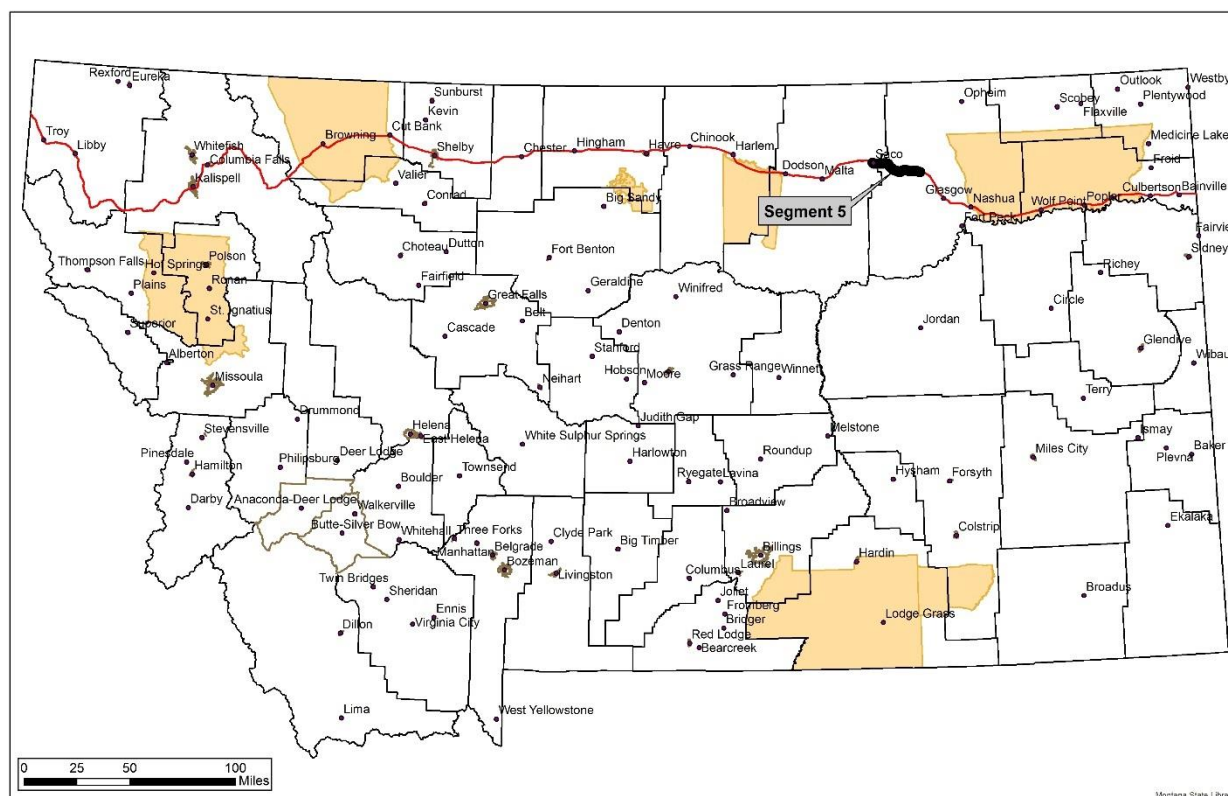 Rexford
Eureka
Troy
Libby
Whitefish
Columbia Falls
Kalispell
Browning
Cut Bank
Sunburst
Kevin
Shelby
Valier
Conrad
Chester
Hingham
Havre
Chinook
Harlem
Dodson
Malta
Saco
Segment 5
Glasgow
Nashua
Fort Peck
Wolf Point
Poplar
Culbertson
Bainville
Opheim
Scobey
Flaxville
Outlook
Plentywood
Westby
Medicine Lake
Froid
Fairvie
Sidney
Big Sandy
Choteau
Dutton
Fairfield
Fort Benton
Geraldine
Winifred
Great Falls
Belt
Cascade
Denton
Stanford
Hobson
Moore
Grass Range
Winnet
Neihart
Judith Gap
Jordan
Circle
Richey
Glendive
Wibau
Terry
Thompson Falls
Plains
Hot Springs
Polson
Ronan
St. Ignatius
Superior
Alberton
Missoula
Drummond
Stevensville
Pinesdale
Hamilton
Darby
Philipsburg
Deer Lodge
Helena
East Helena
Boulder
Townsend
White Sulphur Springs
Harlowton
Ryegate
Lavina
Roundup
Melstone
Broadview
Hysham
Forsyth
Colstrip
Miles City
Ismay
Plevna
Baker
Ekalaka
Broadus
Anaconda-Deer Lodge
Walkerville
Butte-Silver Bow
Whitehall
Three Forks
Manhattan
Belgrade
Bozeman
Clyde Park
Livingston
Big Timber
Columbus
Laurel
Billings
Hardin
Lodge Grass
Joliet
Fromberg
Bridger
Red Lodge
Bearcreek
Twin Bridges
Sheridan
Ennis
Virginia City
Dillon
Lima
West Yellowstone
0 25 50 100
Miles
Montana State Libra